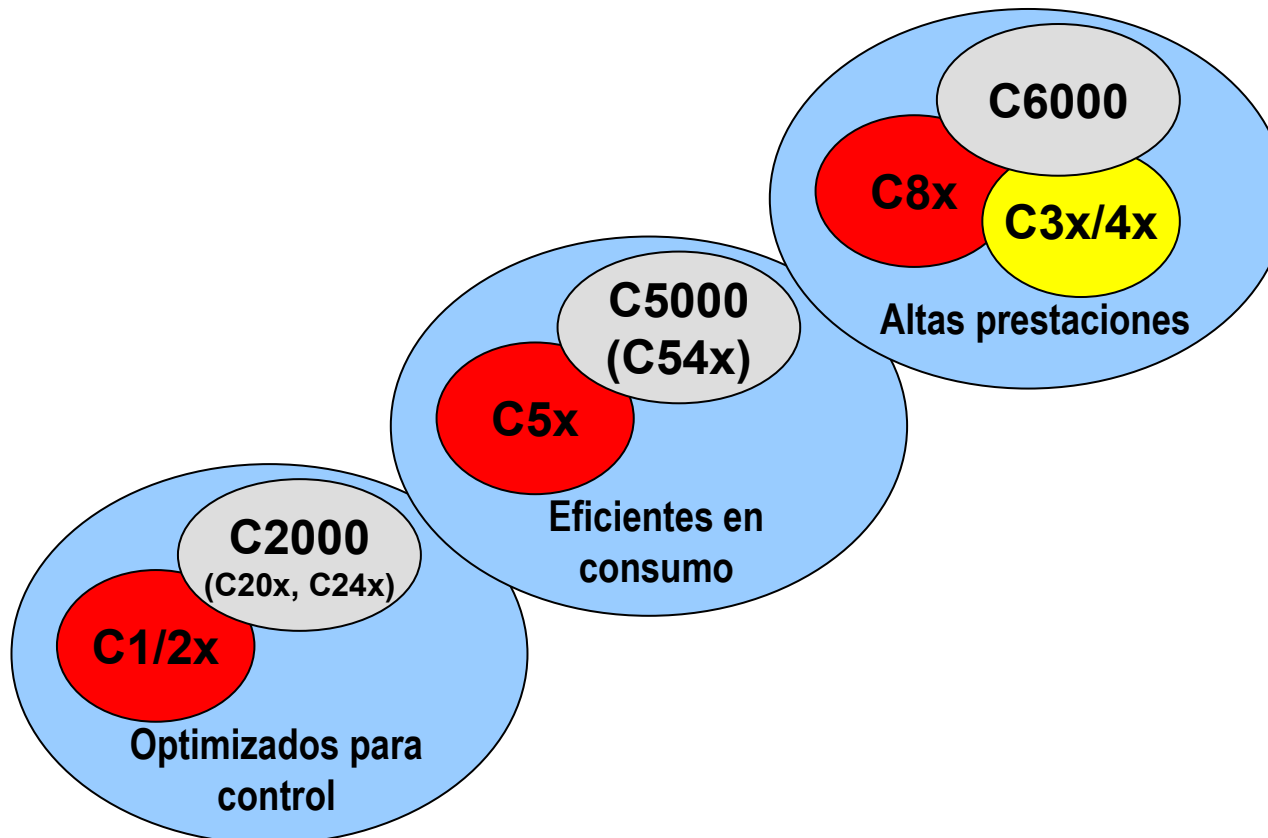 C6000
C8x
C3x/4x
Altas prestaciones
C5000
(C54x)
C5x
Eficientes en
consumo
C2000
(C20x, C24x)
C1/2x
Optimizados para
control